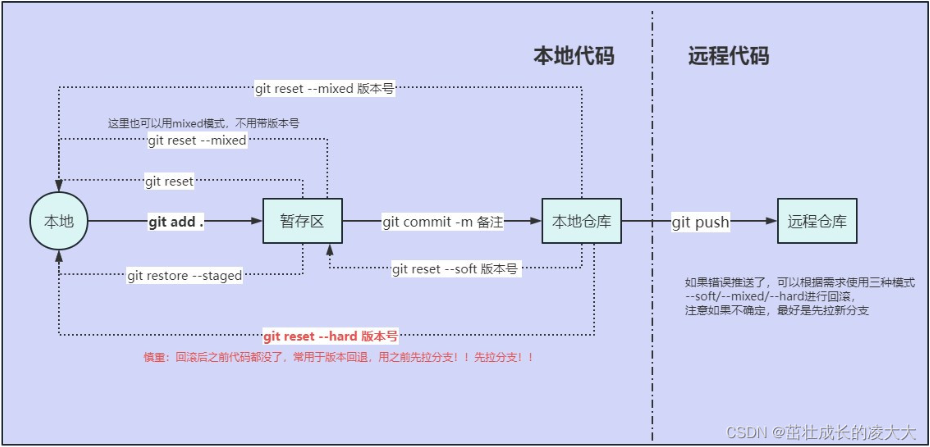 本地代码
远程代码
git reset --mixed 版本号
这里也可以用mixed模式，不用带版本号
git reset --mixed
git reset
本地
git add .
暂存区
git commit -m 备注
本地仓库
git push
远程仓库
git restore --staged
git reset --soft 版本号
如果错误推送了，可以根据需求使用三种模式
--soft/--mixed/--hard进行回滚，
注意如果不确定，最好是先拉新分支
git reset --hard 版本号
慎重：回滚后之前代码都没了，常用于版本回退，用之前先拉分支！！先拉分支！！
CSDN @茁壮成长的凌大大